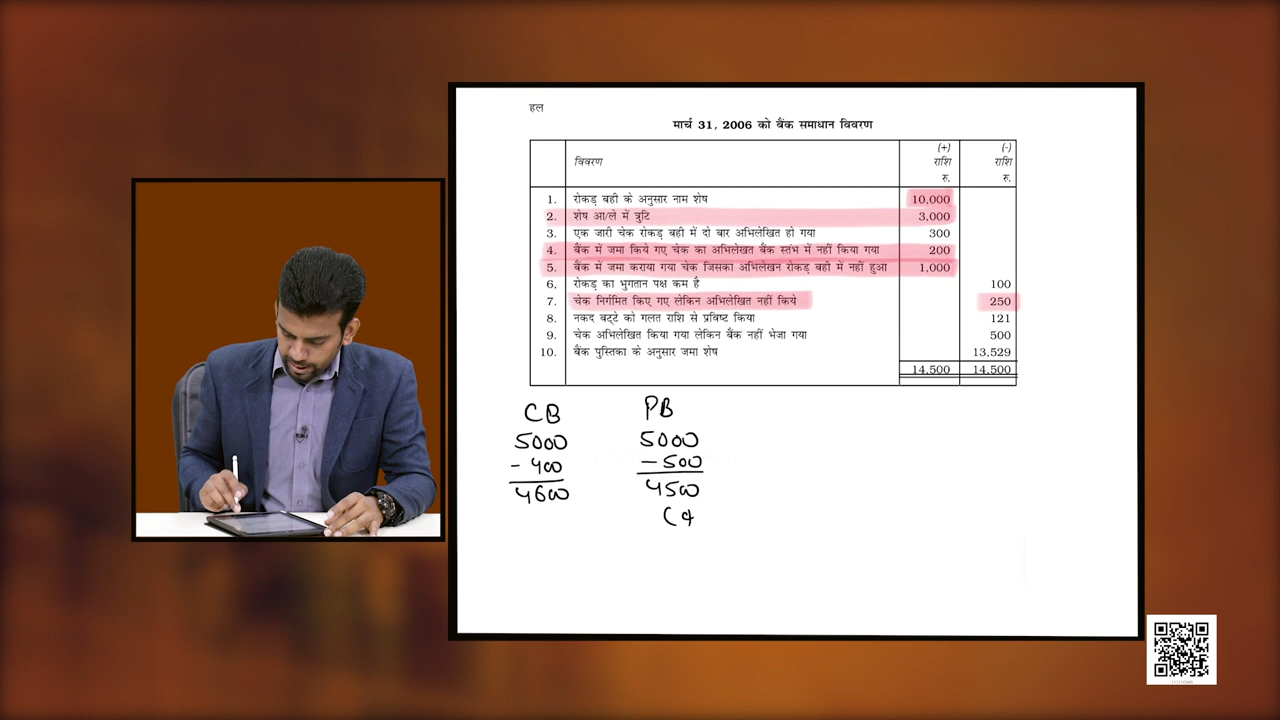 हल
मार्च 31, 2006 को बैंक समाधान विवरण
विवरण (+) राशि रु. (-) राशि रु.
1. रोकड़ बही के अनुसार नाम शेष 10,000
2. शेष आ/ले में त्रुटि 3,000
3. एक जारी चेक रोकड़ बही में दो बार अभिलेखित हो गया 300
4. बैंक में जमा किये गए चेक का अभिलेखत बैंक स्तंभ में नहीं किया गया 200
5. बैंक में जमा कराया गया चेक जिसका अभिलेखन रोकड़ बही में नहीं हुआ 1,000
6. रोकड़ का भुगतान पक्ष कम है 100
7. चेक निर्गमित किए गए लेकिन अभिलेखित नहीं किये 250
8. नकद बट्टे को गलत राशि से प्रविष्ट किया 121
9. चेक अभिलेखित किया गया लेकिन बैंक नहीं भेजा गया 500
10. बैंक पुस्तिका के अनुसार जमा शेष 13,529
14,500 14,500
CB PB
5000 5000
- 400 - 500
4600 4500